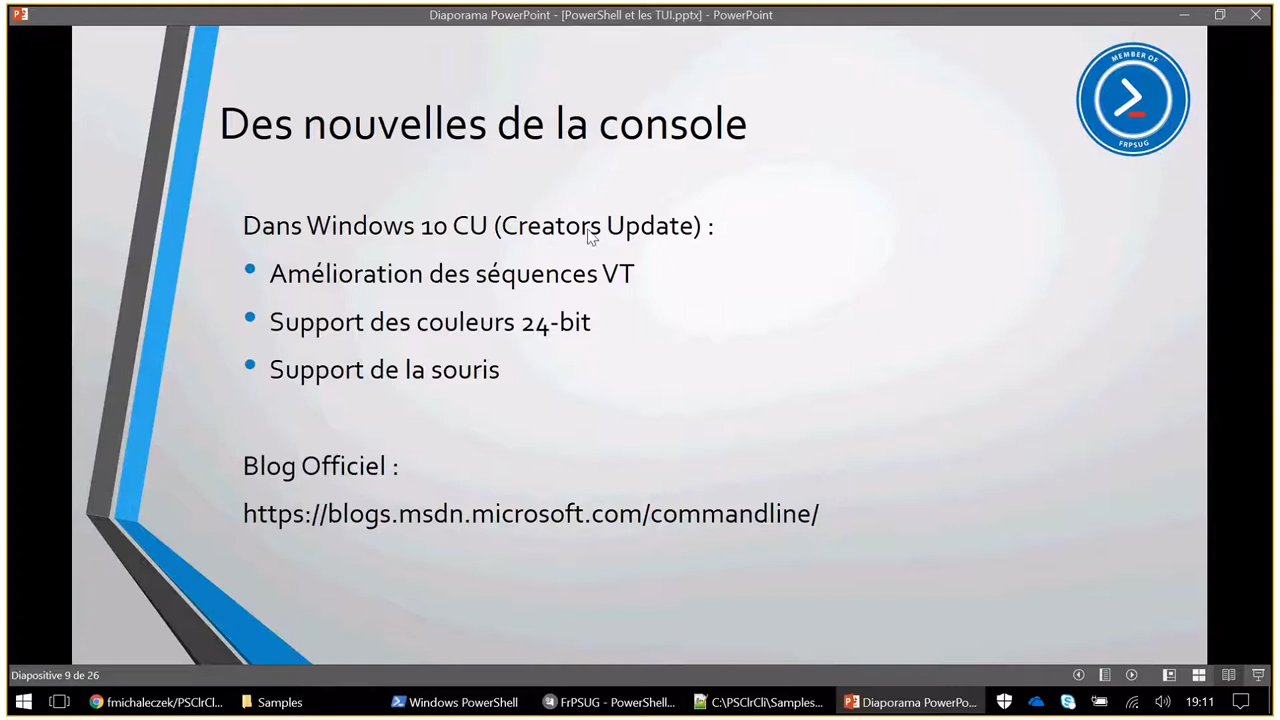 Diaporama PowerPoint - [PowerShell et les TUI.pptx] - PowerPoint
MEMBER OF
FRPSUG
Des nouvelles de la console
Dans Windows 10 CU (Creators Update) :
• Amélioration des séquences VT
• Support des couleurs 24-bit
• Support de la souris
Blog Officiel :
https://blogs.msdn.microsoft.com/commandline/
Diapositive 9 de 26
fmichaleczek/PSClrCl...
Samples
Windows PowerShell
FrPSUG - PowerShell...
C:\PSClrCli\Samples...
Diaporama PowerPo...
19:11